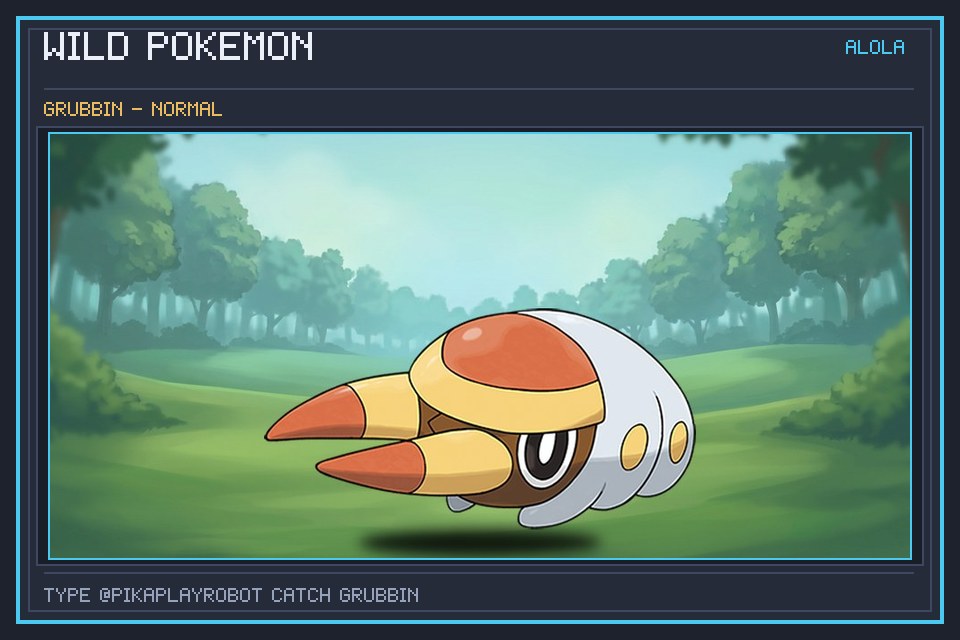 WILD POKEMON
ALOLA
GRUBBIN - NORMAL
TYPE @PIKAPLAYROBOT CATCH GRUBBIN